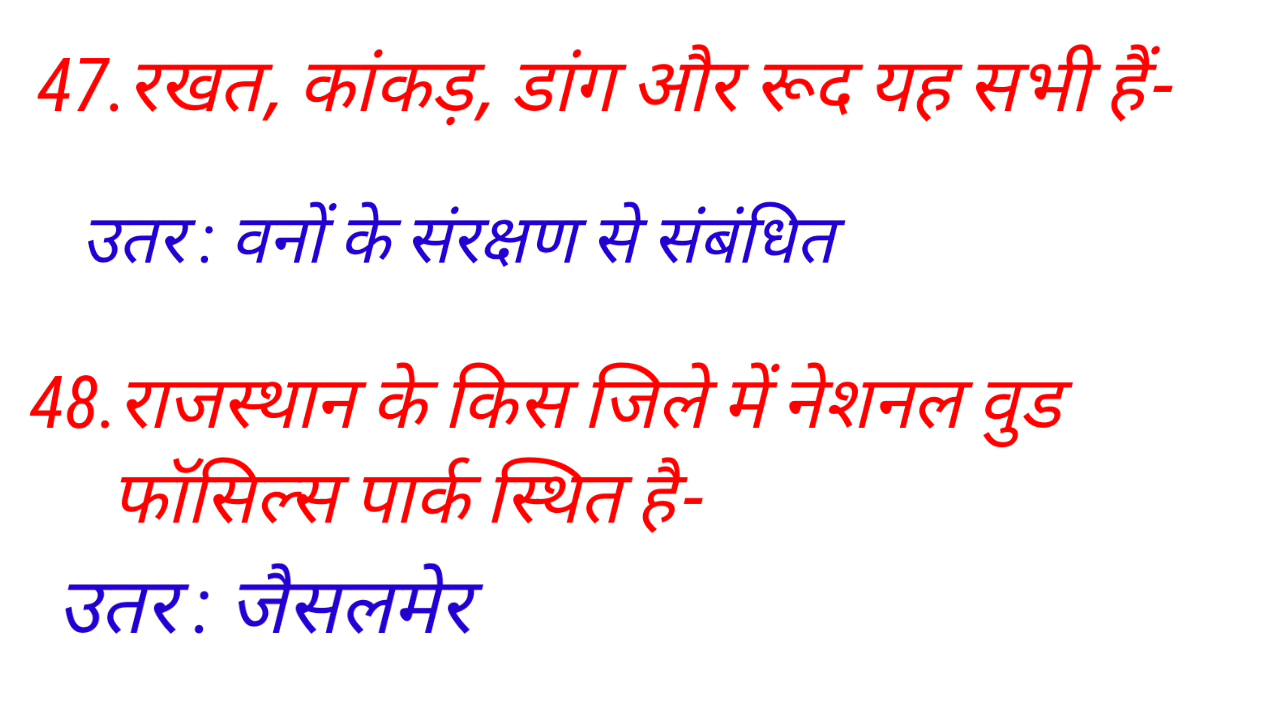 47. रखत, कांकड़, डांग और रूद यह सभी हैं-
उतर : वनों के संरक्षण से संबंधित
48. राजस्थान के किस जिले में नेशनल वुड
फॉसिल्स पार्क स्थित है-
उतर : जैसलमेर